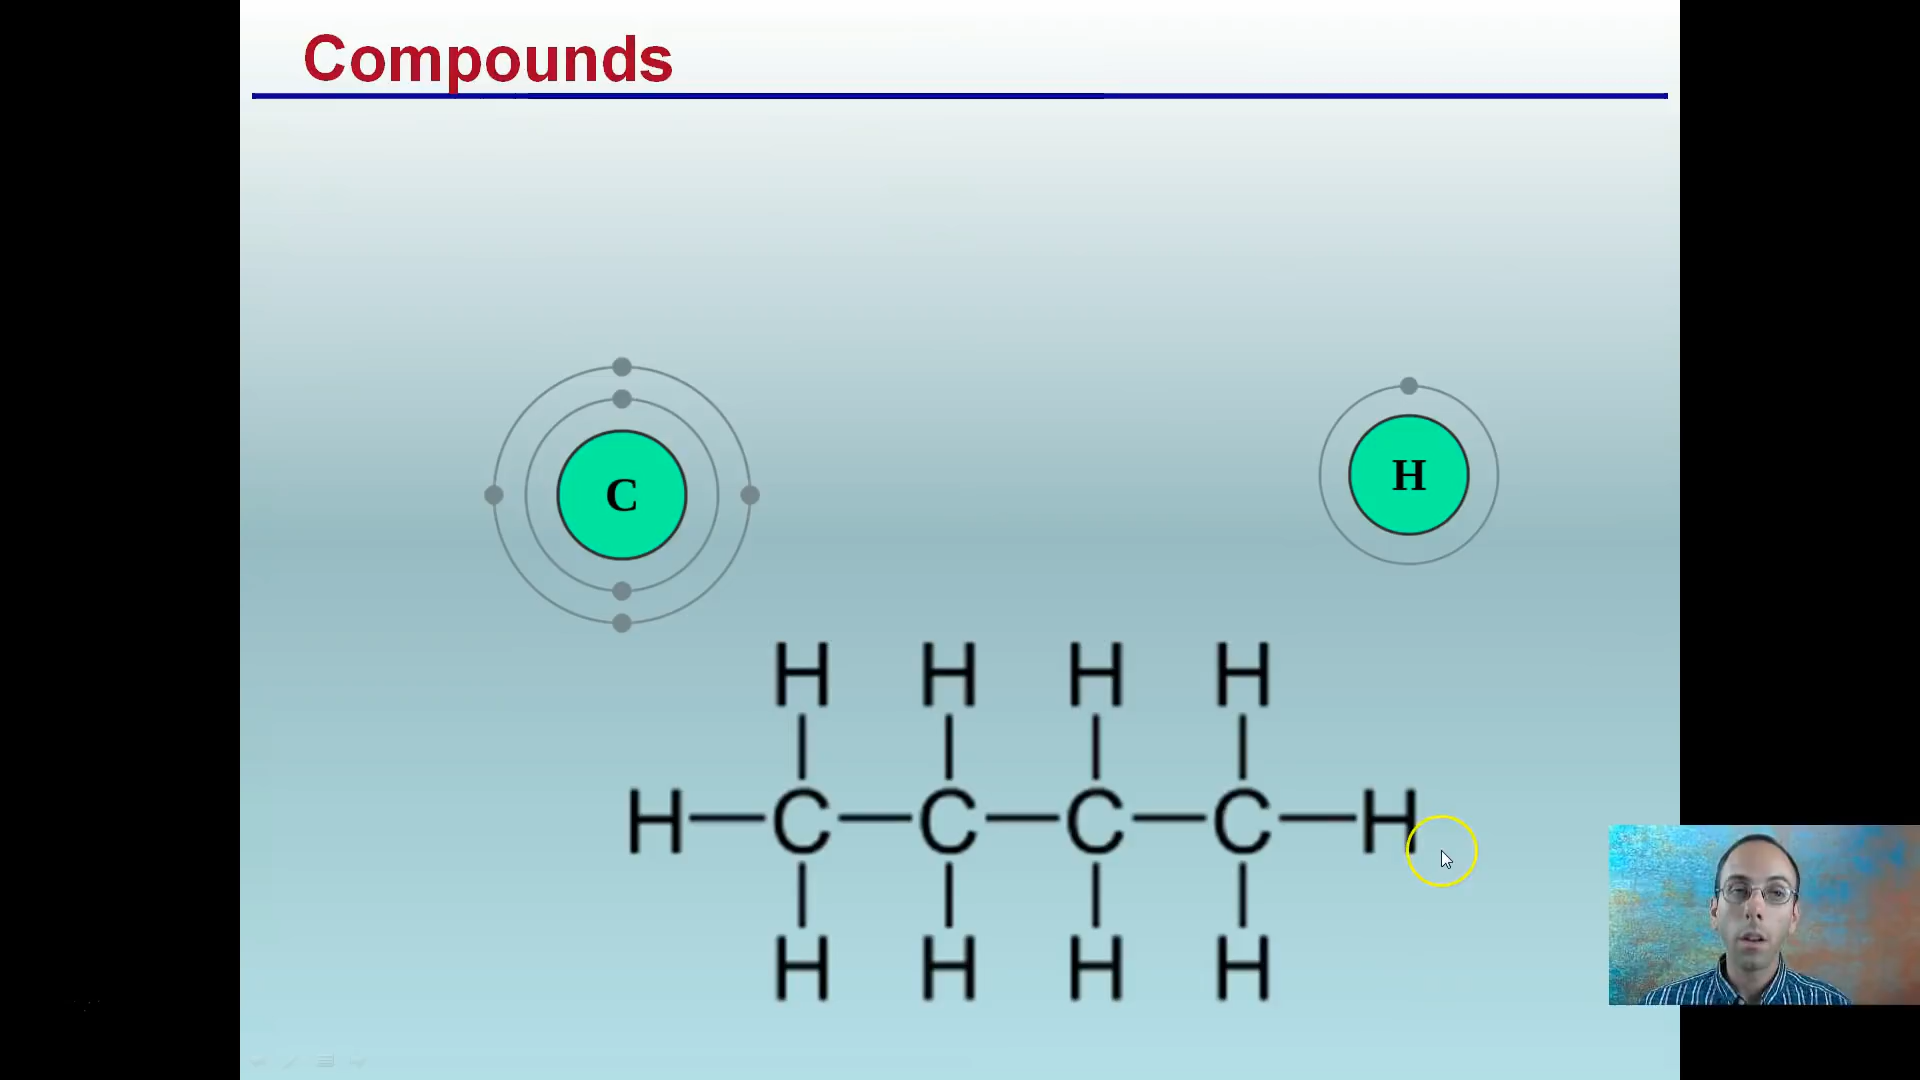 Compounds
C
H
H H H H
H—C—C—C—C—H
H H H H